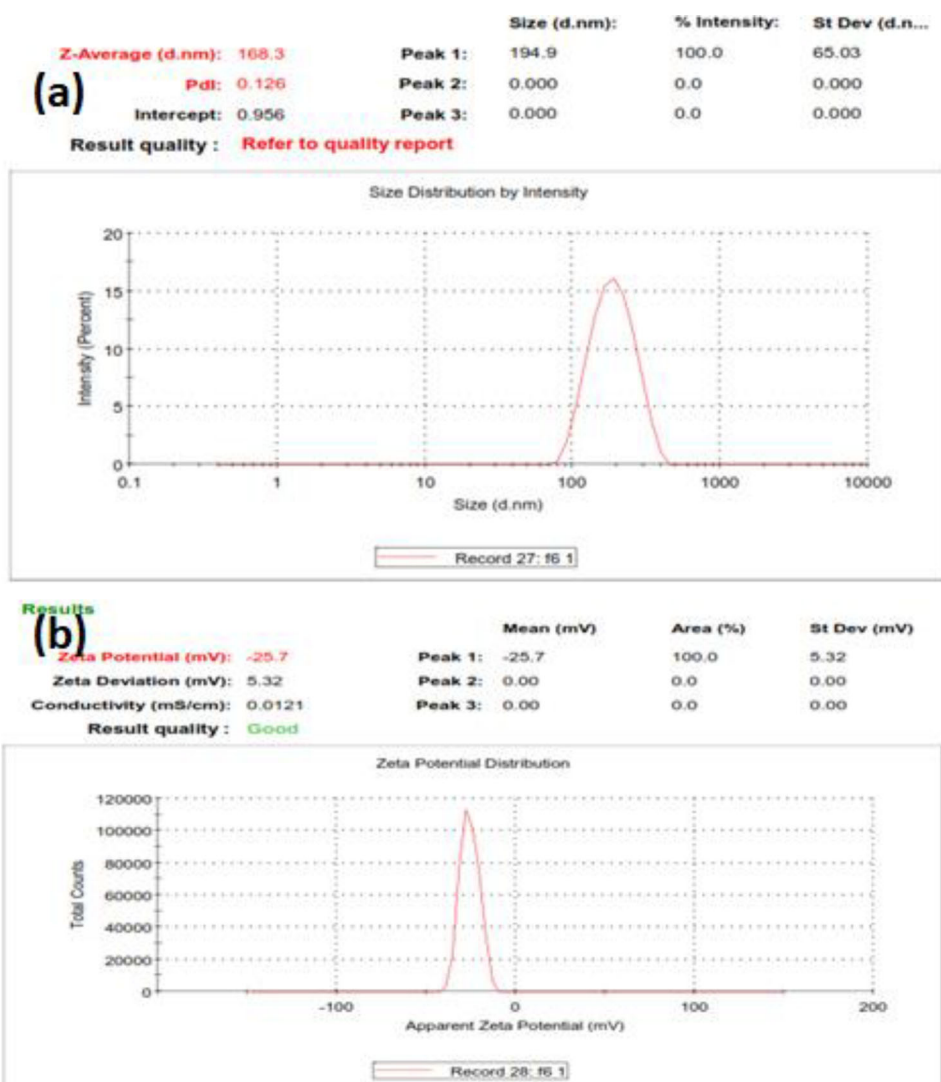 Size (d.nm): % Intensity: St Dev (d.n...
Z-Average (d.nm): 168.3 Peak 1: 194.9 100.0 65.03
(a)
PdI: 0.126 Peak 2: 0.000 0.0 0.000
Intercept: 0.956 Peak 3: 0.000 0.0 0.000
Result quality : Refer to quality report
Size Distribution by Intensity
20
15
10
5
0
Intensity (Percent)
0.1 1 10 100 1000 10000
Size (d.nm)
Record 27: f6 1
Results
(b)
Mean (mV) Area (%) St Dev (mV)
Zeta Potential (mV): -25.7 Peak 1: -25.7 100.0 5.32
Zeta Deviation (mV): 5.32 Peak 2: 0.00 0.0 0.00
Conductivity (mS/cm): 0.0121 Peak 3: 0.00 0.0 0.00
Result quality : Good
Zeta Potential Distribution
120000
100000
80000
60000
40000
20000
0
Total Counts
-100 0 100 200
Apparent Zeta Potential (mV)
Record 28: f6 1